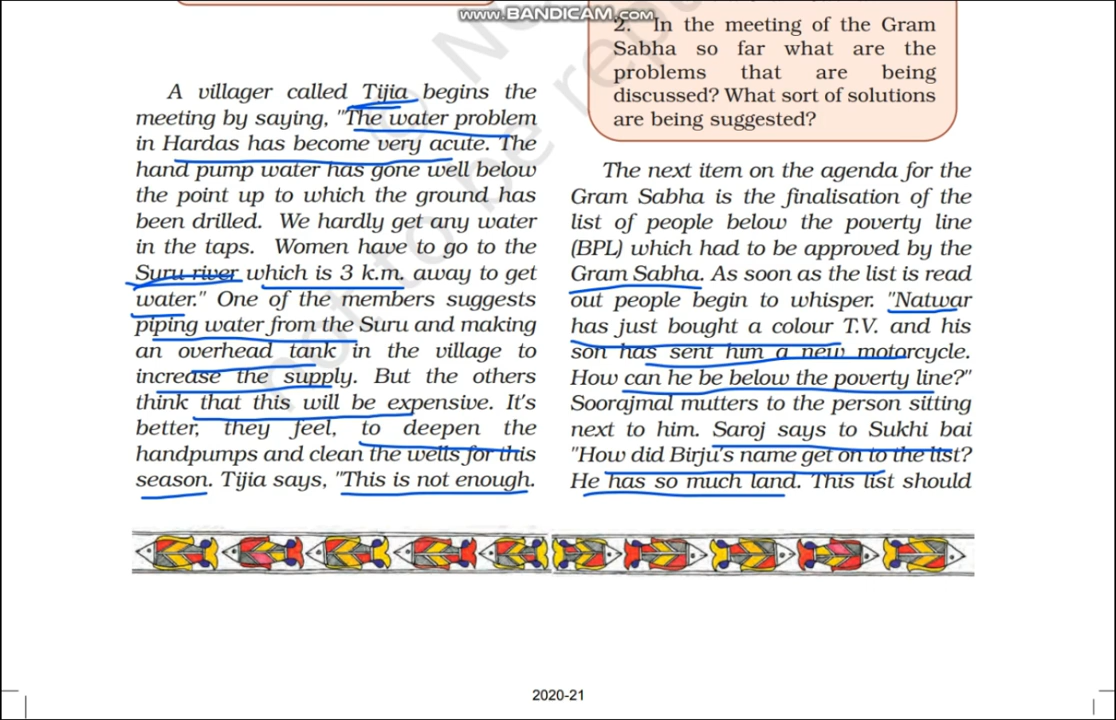 www.BANDICAM.com
2. In the meeting of the Gram
Sabha so far what are the
problems that are being
discussed? What sort of solutions
are being suggested?
A villager called Tijia begins the
meeting by saying, "The water problem
in Hardas has become very acute. The
hand pump water has gone well below
the point up to which the ground has
been drilled. We hardly get any water
in the taps. Women have to go to the
Suru river which is 3 k.m. away to get
water." One of the members suggests
piping water from the Suru and making
an overhead tank in the village to
increase the supply. But the others
think that this will be expensive. It's
better, they feel, to deepen the
handpumps and clean the wells for this
season. Tijia says, "This is not enough.
The next item on the agenda for the
Gram Sabha is the finalisation of the
list of people below the poverty line
(BPL) which had to be approved by the
Gram Sabha. As soon as the list is read
out people begin to whisper. "Natwar
has just bought a colour T.V. and his
son has sent him a new motorcycle.
How can he be below the poverty line?"
Soorajmal mutters to the person sitting
next to him. Saroj says to Sukhi bai
"How did Birju's name get on to the list?
He has so much land. This list should
2020-21
not to be rep